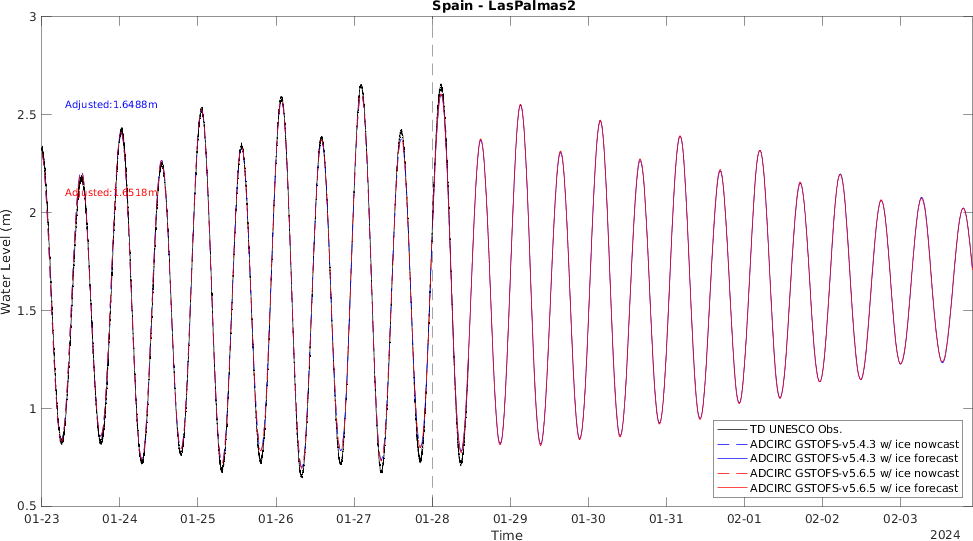 Spain - LasPalmas2
3
2.5
2
1.5
1
0.5
Water Level (m)
Adjusted:1.6488m
Adjusted:1.6518m
TD UNESCO Obs.
ADCIRC GSTOFS-v5.4.3 w/ ice nowcast
ADCIRC GSTOFS-v5.4.3 w/ ice forecast
ADCIRC GSTOFS-v5.6.5 w/ ice nowcast
ADCIRC GSTOFS-v5.6.5 w/ ice forecast
01-23 01-24 01-25 01-26 01-27 01-28 01-29 01-30 01-31 02-01 02-02 02-03
Time
2024